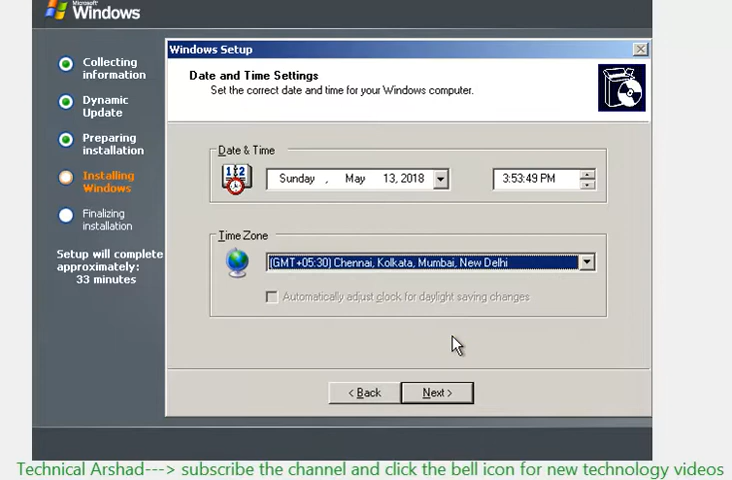 Microsoft
Windows
Collecting
information
Dynamic
Update
Preparing
installation
Installing
Windows
Finalizing
installation
Setup will complete
approximately:
33 minutes
Windows Setup
Date and Time Settings
Set the correct date and time for your Windows computer.
Date & Time
Sunday , May 13, 2018
3:53:49 PM
Time Zone
(GMT+05:30) Chennai, Kolkata, Mumbai, New Delhi
Automatically adjust clock for daylight saving changes
< Back
Next >
Technical Arshad---> subscribe the channel and click the bell icon for new technology videos